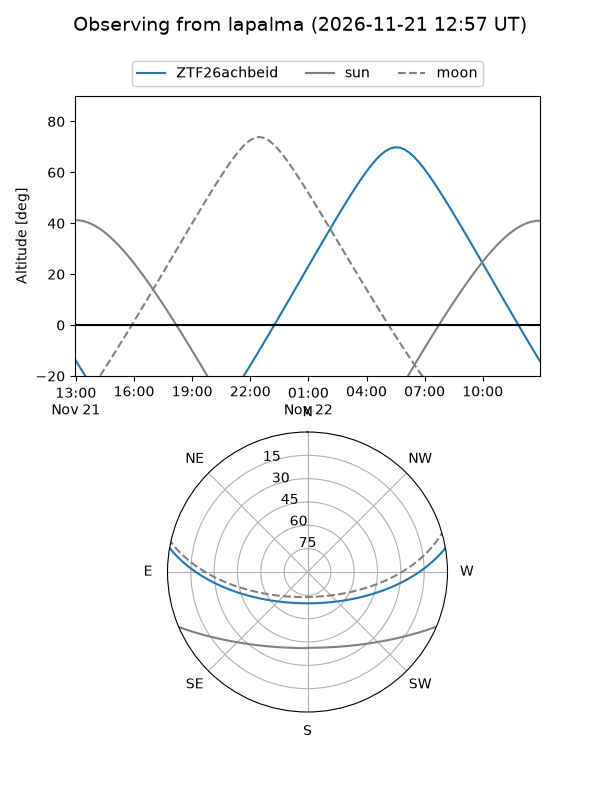 Observing from lapalma (2026-11-21 12:57 UT)
ZTF26achbeid sun moon
Altitude [deg]
80
60
40
20
0
−20
13:00 16:00 19:00 22:00 01:00 04:00 07:00 10:00
Nov 21 Nov 22
N
NE NW
15
30
45
60
75
E W
SE SW
S